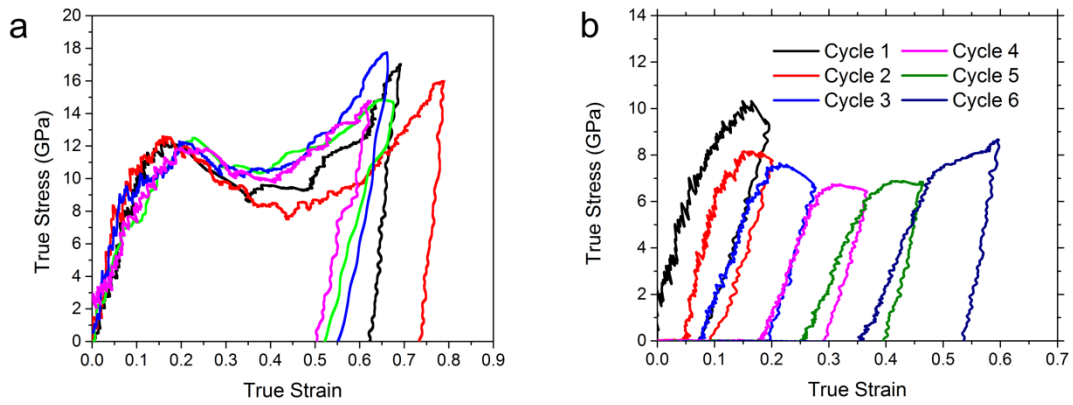 a
20
18
16
14
12
10
8
6
4
2
0
True Stress (GPa)
0.0 0.1 0.2 0.3 0.4 0.5 0.6 0.7 0.8 0.9
True Strain
b
14
12
10
8
6
4
2
0
True Stress (GPa)
Cycle 1 Cycle 4
Cycle 2 Cycle 5
Cycle 3 Cycle 6
0.0 0.1 0.2 0.3 0.4 0.5 0.6 0.7
True Strain